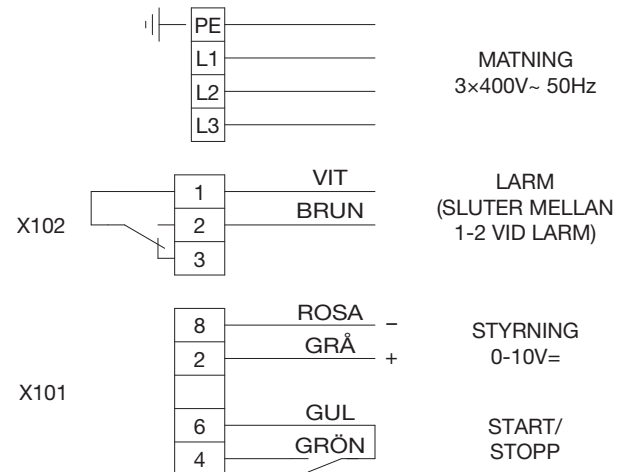 PE
L1
L2
L3
MATNING
3×400V~ 50Hz
X102
1
2
3
VIT
BRUN
LARM
(SLUTER MELLAN
1-2 VID LARM)
X101
8
2
6
4
ROSA –
GRÅ +
GUL
GRÖN
STYRNING
0-10V=
START/
STOPP